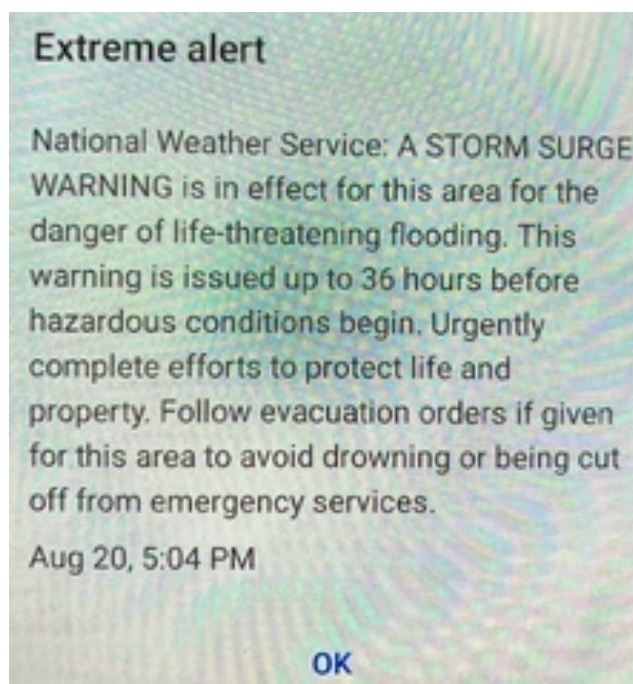 Extreme alert
National Weather Service: A STORM SURGE
WARNING is in effect for this area for the
danger of life-threatening flooding. This
warning is issued up to 36 hours before
hazardous conditions begin. Urgently
complete efforts to protect life and
property. Follow evacuation orders if given
for this area to avoid drowning or being cut
off from emergency services.
Aug 20, 5:04 PM
OK